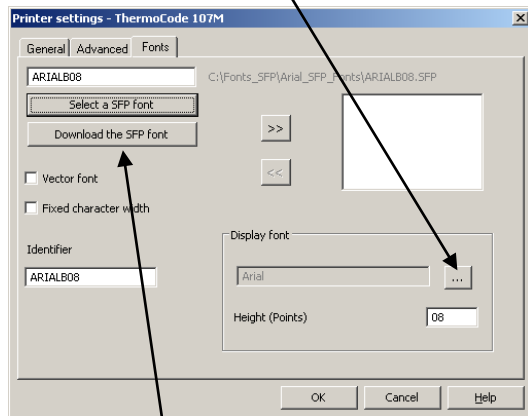 Printer settings - ThermoCode 107M
General Advanced Fonts
ARIALB08 C:\Fonts_SFP\Arial_SFP_Fonts\ARIALB08.SFP
Select a SFP font
Download the SFP font
>>
<<
Vector font
Fixed character width
Identifier
ARIALB08
Display font
Arial ...
Height (Points) 08
OK Cancel Help